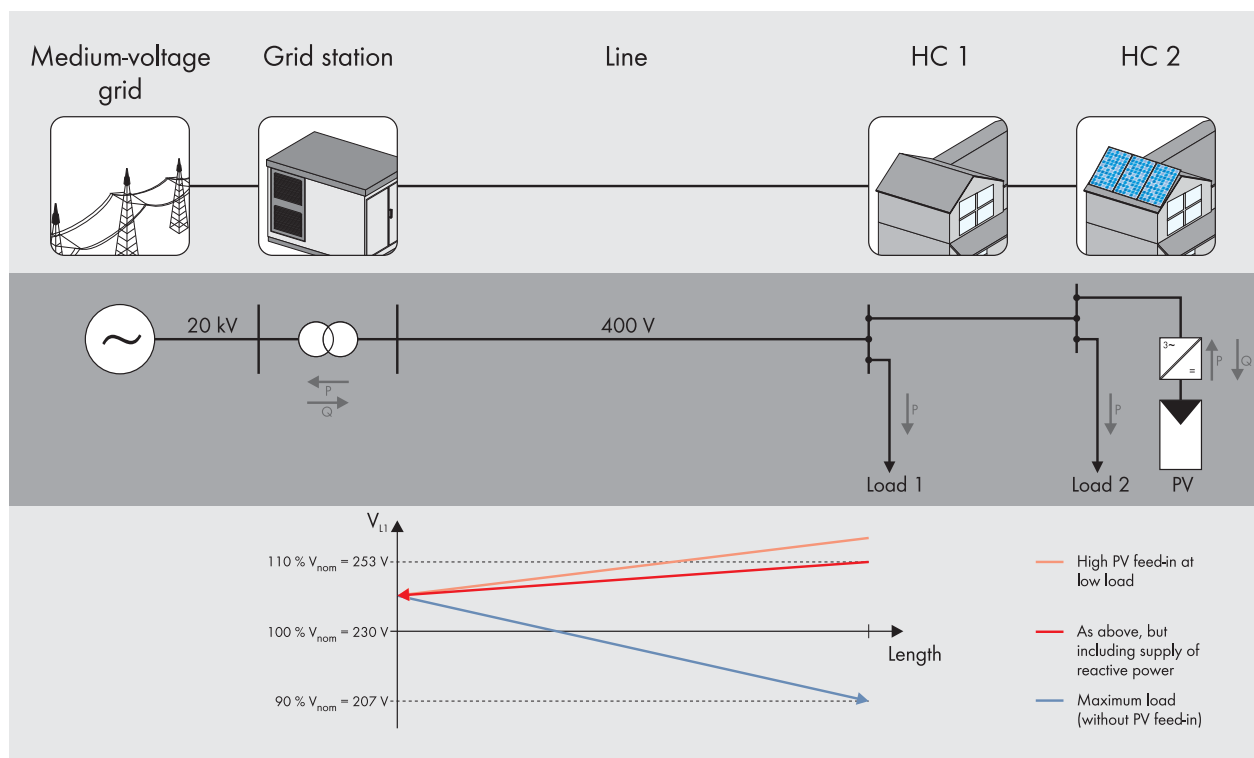 Medium-voltage
grid
Grid station
Line
HC 1
HC 2
20 kV
400 V
P
Q
P
P
3~
=
P
Q
Load 1
Load 2
PV
V L1
110 % Vnom = 253 V
100 % Vnom = 230 V
90 % Vnom = 207 V
Length
High PV feed-in at
low load
As above, but
including supply of
reactive power
Maximum load
(without PV feed-in)